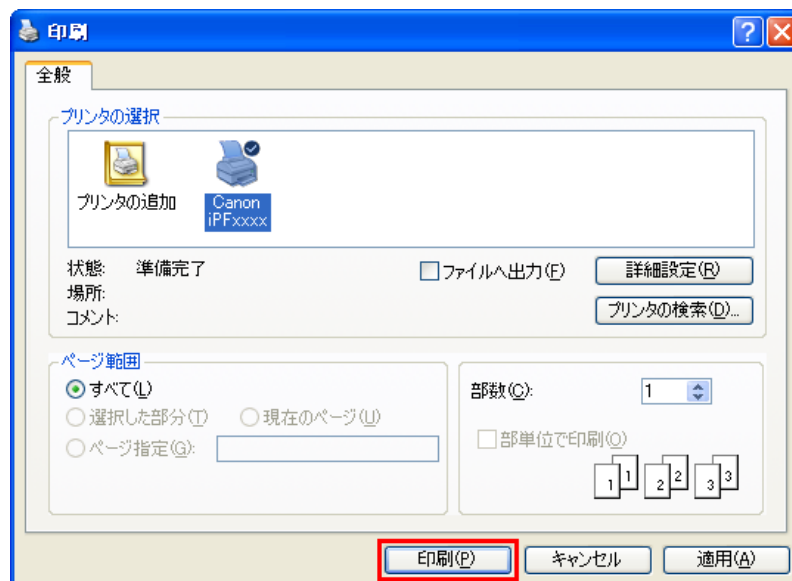 印刷
全般
プリンタの選択
プリンタの追加
Canon
iPFxxxx
状態: 準備完了
場所:
コメント:
ファイルへ出力(F)
詳細設定(R)
プリンタの検索(D)...
ページ範囲
すべて(L)
選択した部分(T) 現在のページ(U)
ページ指定(G):
部数(C): 1
部単位で印刷(O)
1 1 2 2 3 3
印刷(P) キャンセル 適用(A)